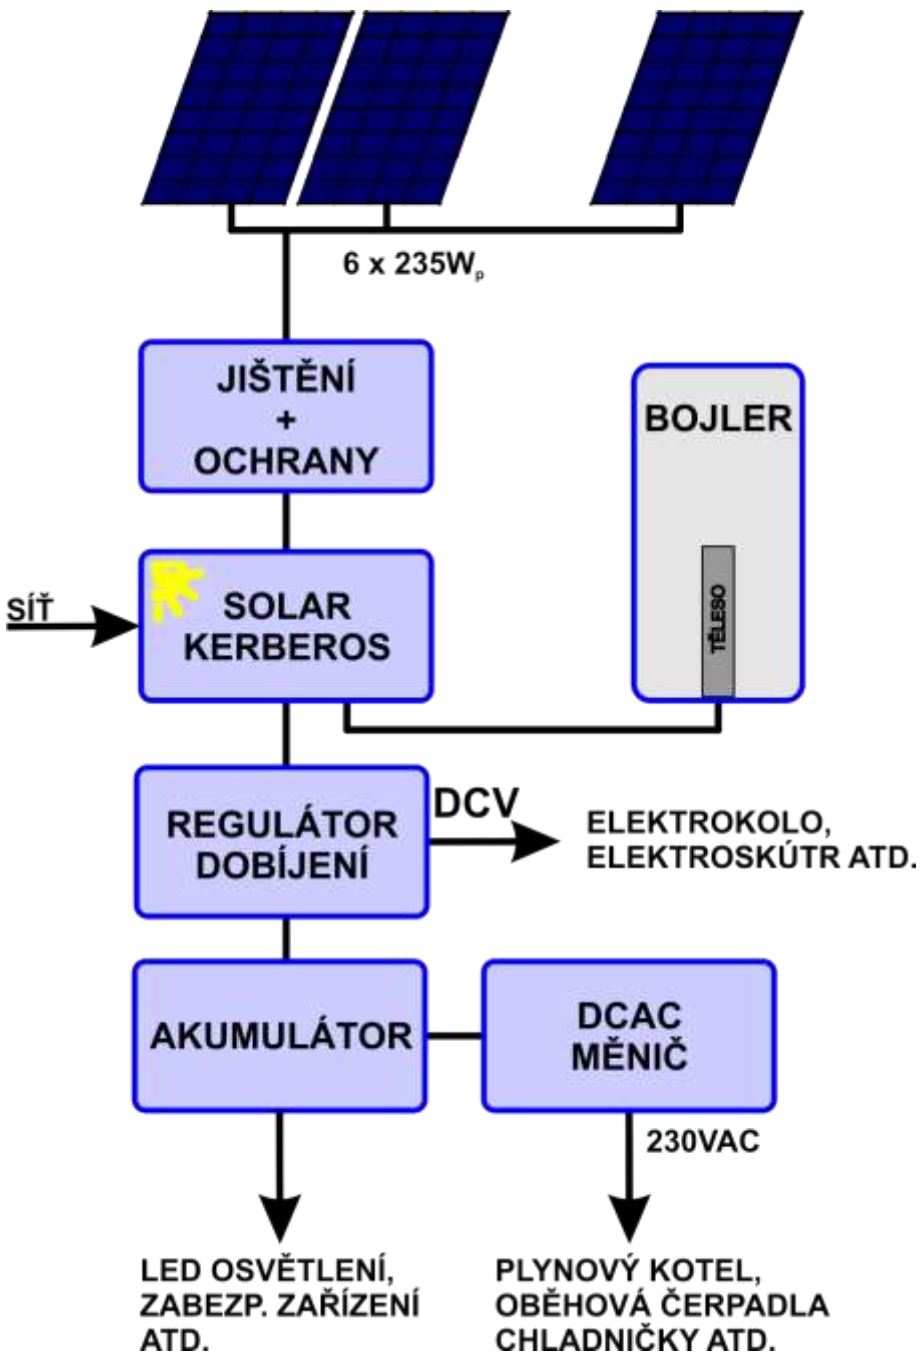 6 x 235Wp
JIŠTĚNÍ
+
OCHRANY
BOJLER
TĚLESO
SÍŤ
SOLAR
KERBEROS
REGULÁTOR
DOBÍJENÍ
DCV
ELEKTROKOLO,
ELEKTROSKÚTR ATD.
AKUMULÁTOR
DCAC
MĚNIČ
230VAC
LED OSVĚTLENÍ,
ZABEZP. ZAŘÍZENÍ
ATD.
PLYNOVÝ KOTEL,
OBĚHOVÁ ČERPADLA
CHLADNIČKY ATD.